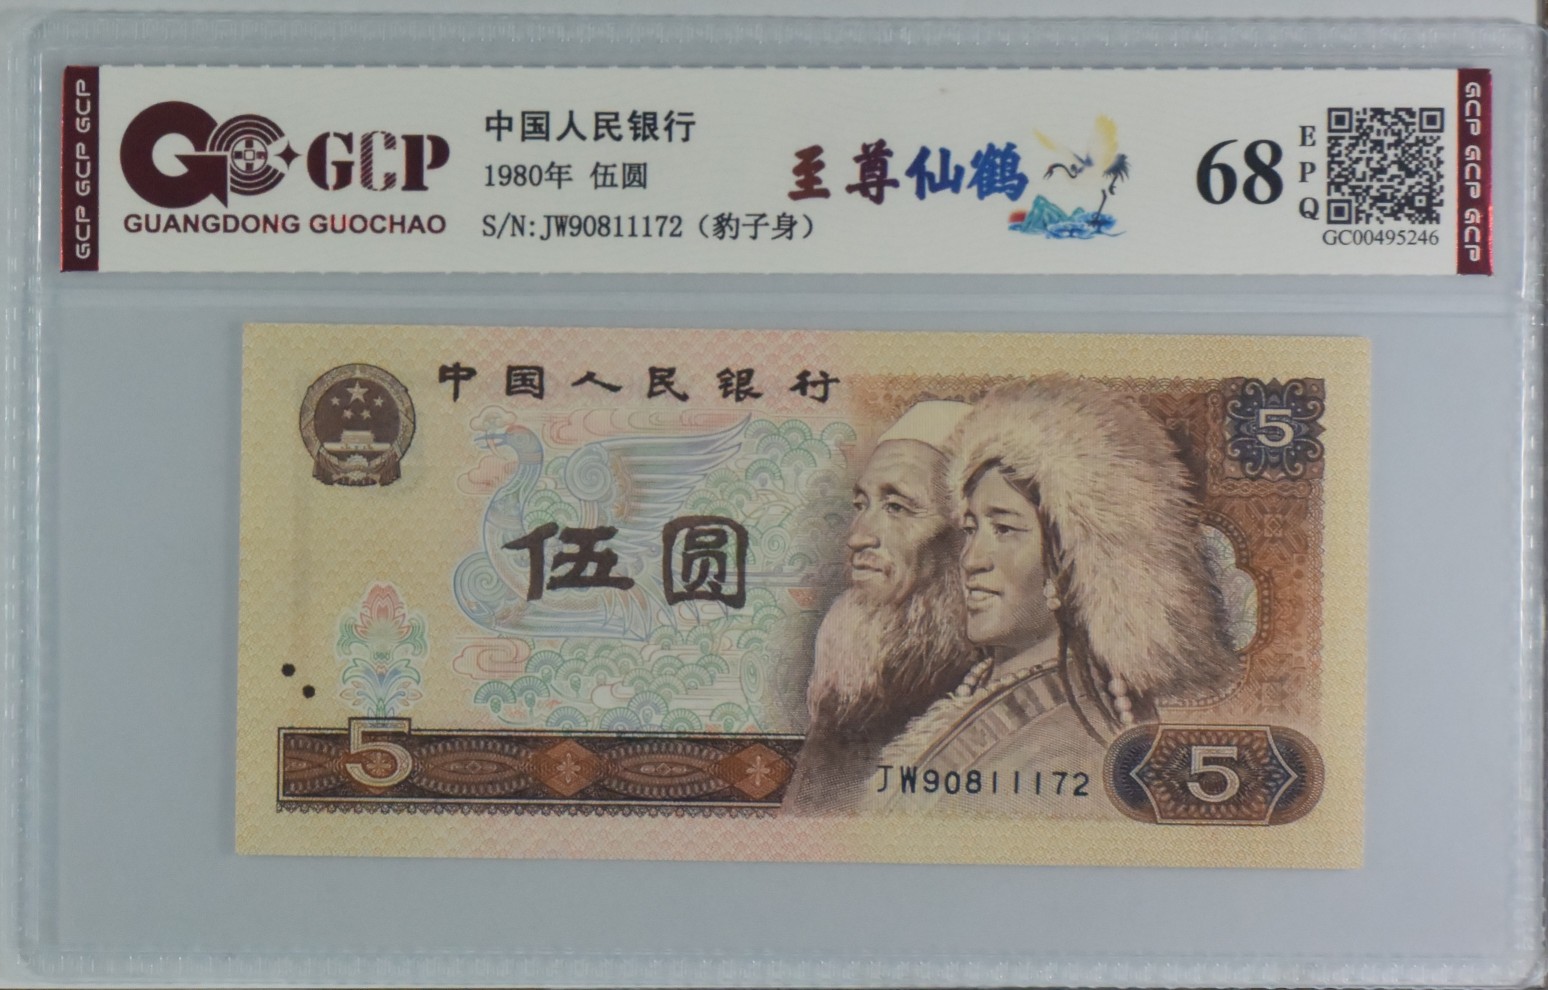 GCP GCP GCP
GCP
GUANGDONG GUOCHAO
中国人民银行
1980年 伍圆
S/N:JW90811172（豹子身）
至尊仙鹤
68
EPQ
GC00495246
GCP GCP GCP
中国人民银行
5
伍圆
5
JW90811172
5